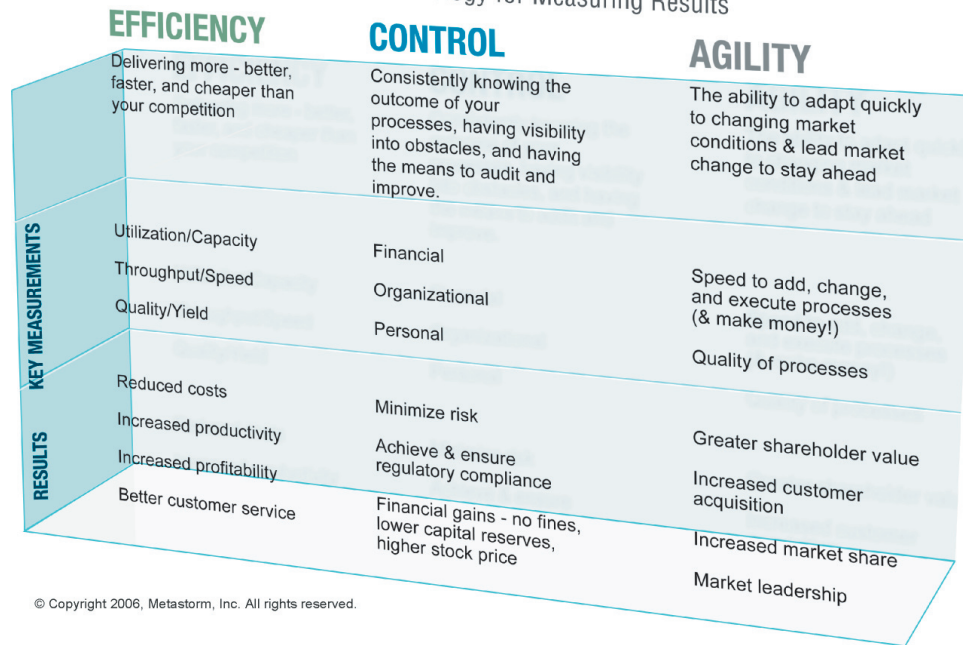 ogy for Measuring Results
EFFICIENCY
Delivering more - better,
faster, and cheaper than
your competition
CONTROL
Consistently knowing the
outcome of your
processes, having visibility
into obstacles, and having
the means to audit and
improve.
AGILITY
The ability to adapt quickly
to changing market
conditions & lead market
change to stay ahead
KEY MEASUREMENTS
Utilization/Capacity
Throughput/Speed
Quality/Yield
Financial
Organizational
Personal
Speed to add, change,
and execute processes
(& make money!)
Quality of processes
RESULTS
Reduced costs
Increased productivity
Increased profitability
Better customer service
Minimize risk
Achieve & ensure
regulatory compliance
Financial gains - no fines,
lower capital reserves,
higher stock price
Greater shareholder value
Increased customer
acquisition
Increased market share
Market leadership
© Copyright 2006, Metastorm, Inc. All rights reserved.